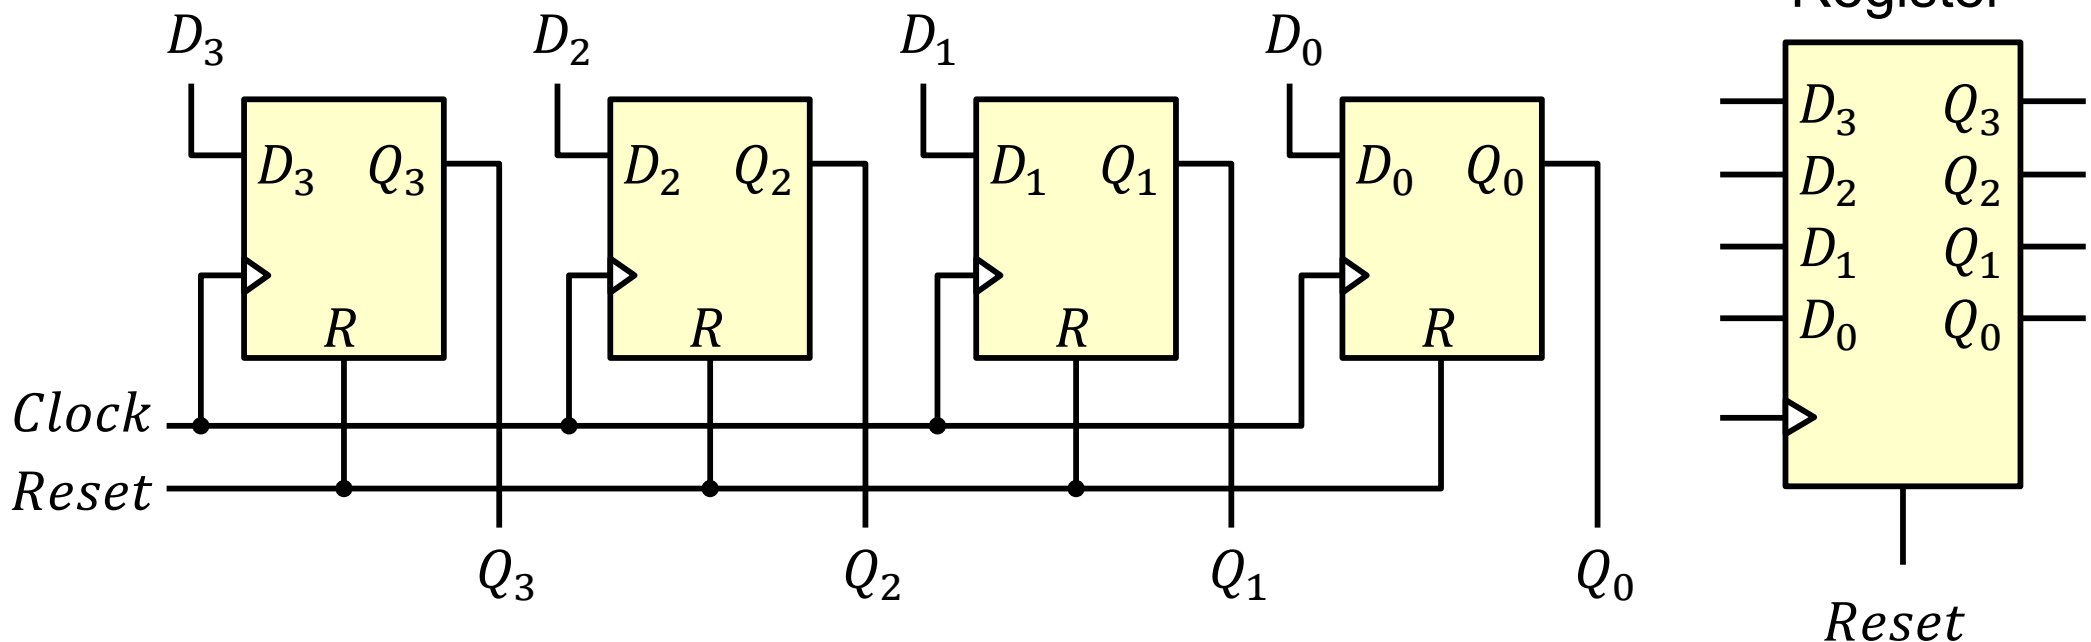 D₃ D₂ D₁ D₀ Register
D₃ Q₃ D₂ Q₂ D₁ Q₁ D₀ Q₀
R R R R
Clock
Reset
Q₃ Q₂ Q₁ Q₀
D₃ Q₃
D₂ Q₂
D₁ Q₁
D₀ Q₀
Reset